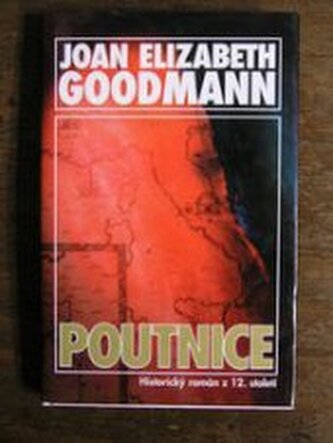 JOAN ELIZABETH
GOODMANN
POUTNICE
Historický román z 12. století